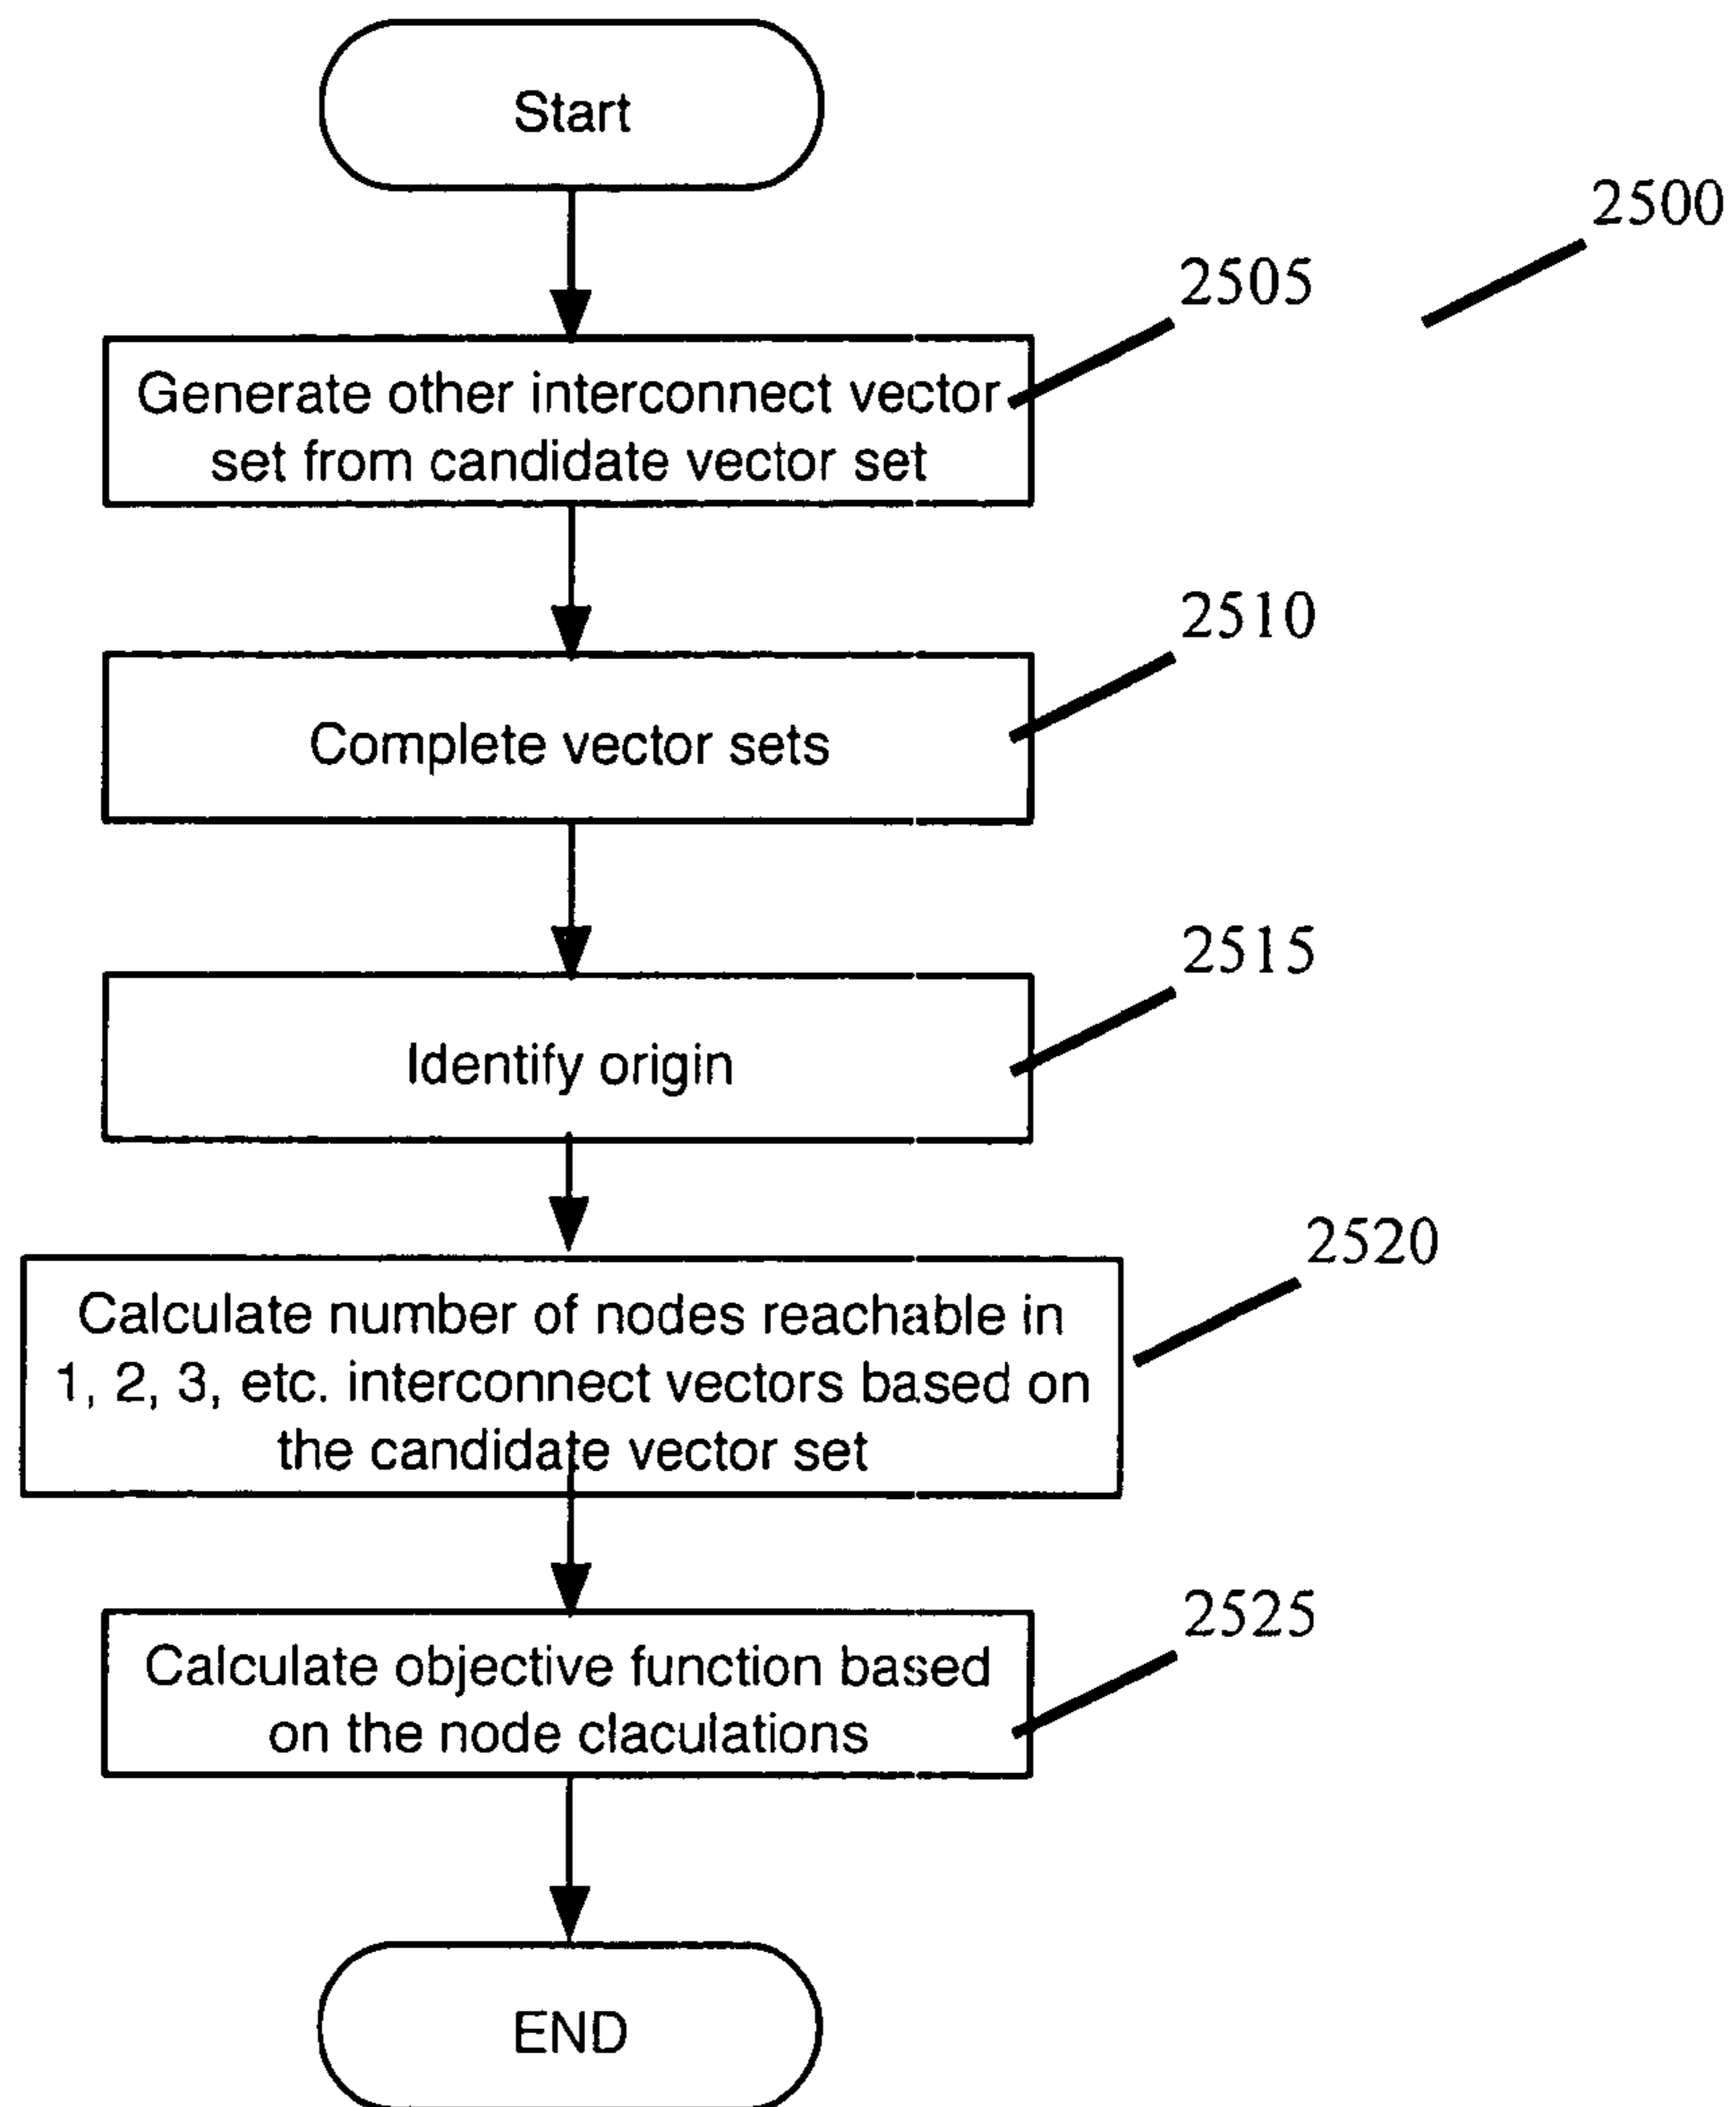 Start
2500
2505
Generate other interconnect vector
set from candidate vector set
2510
Complete vector sets
2515
Identify origin
2520
Calculate number of nodes reachable in
1, 2, 3, etc. interconnect vectors based on
the candidate vector set
2525
Calculate objective function based
on the node claculations
END